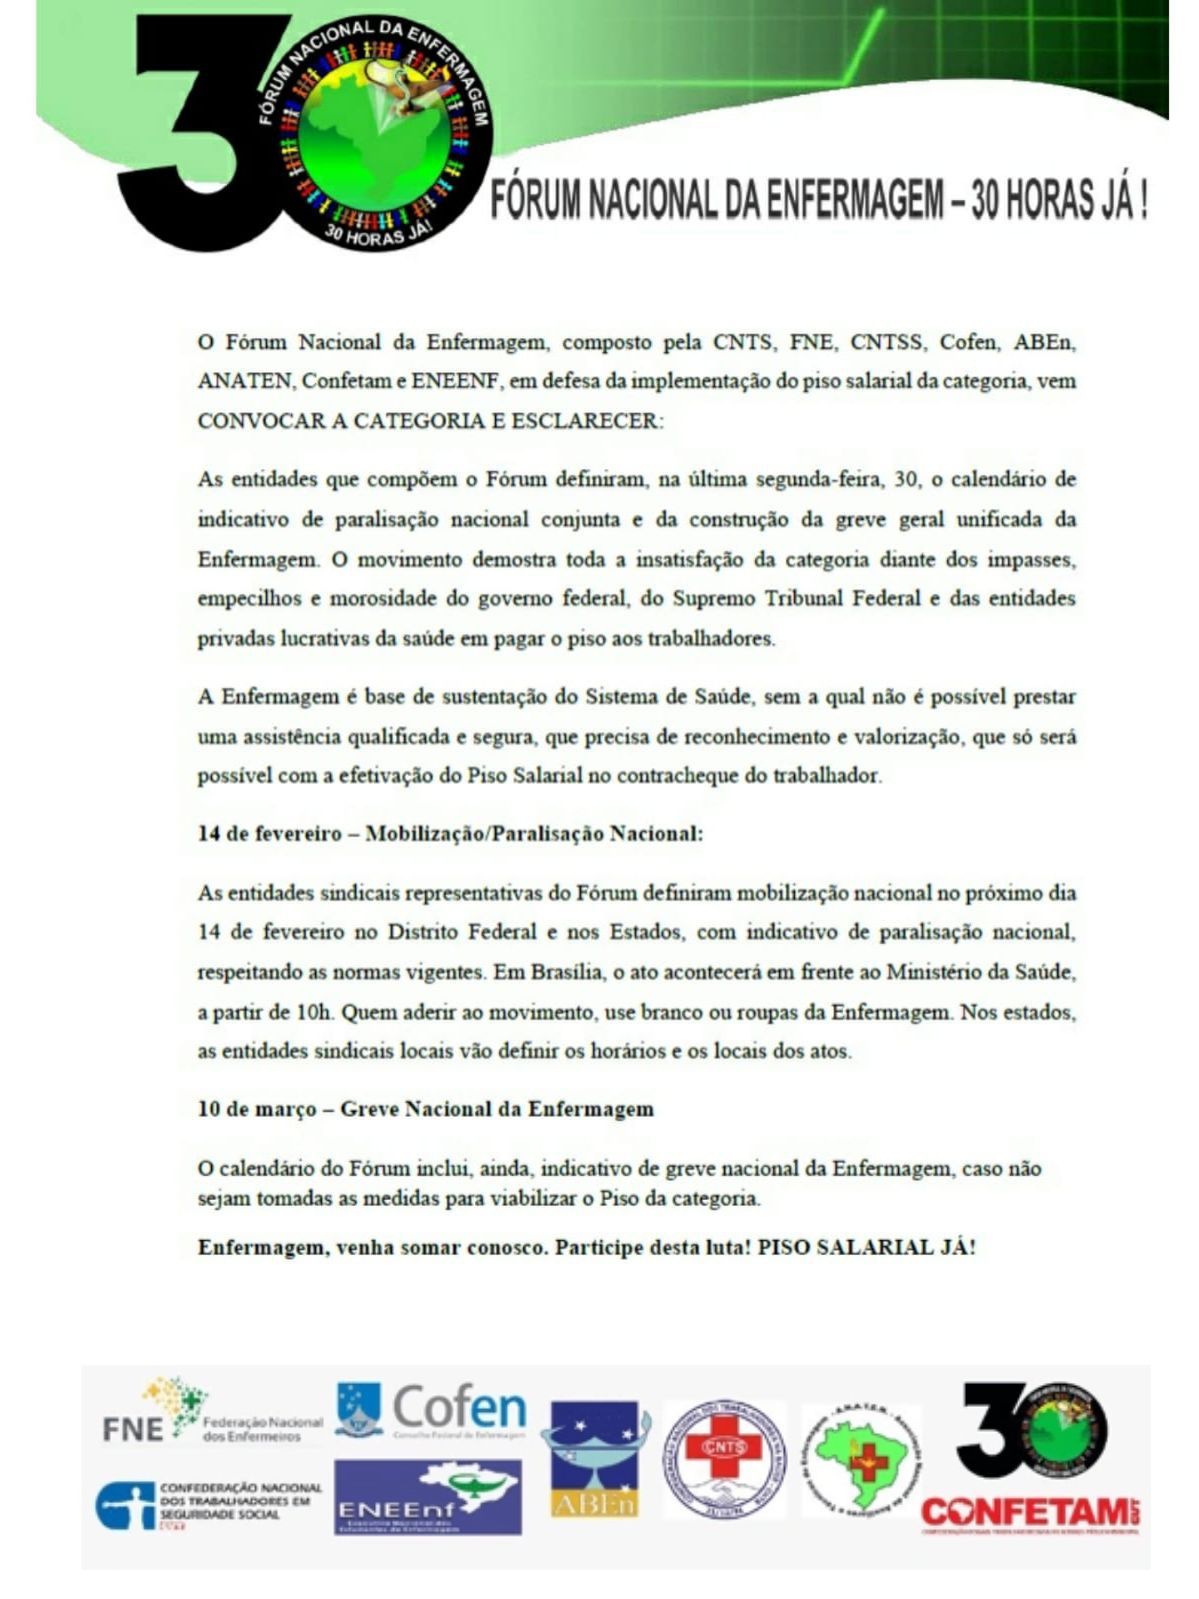 FÓRUM NACIONAL DA ENFERMAGEM
30
30 HORAS JÁ!
FÓRUM NACIONAL DA ENFERMAGEM – 30 HORAS JÁ !
O Fórum Nacional da Enfermagem, composto pela CNTS, FNE, CNTSS, Cofen, ABEn,
ANATEN, Confetam e ENEENF, em defesa da implementação do piso salarial da categoria, vem
CONVOCAR A CATEGORIA E ESCLARECER:
As entidades que compõem o Fórum definiram, na última segunda-feira, 30, o calendário de
indicativo de paralisação nacional conjunta e da construção da greve geral unificada da
Enfermagem. O movimento demostra toda a insatisfação da categoria diante dos impasses,
empecilhos e morosidade do governo federal, do Supremo Tribunal Federal e das entidades
privadas lucrativas da saúde em pagar o piso aos trabalhadores.
A Enfermagem é base de sustentação do Sistema de Saúde, sem a qual não é possível prestar
uma assistência qualificada e segura, que precisa de reconhecimento e valorização, que só será
possível com a efetivação do Piso Salarial no contracheque do trabalhador.
14 de fevereiro – Mobilização/Paralisação Nacional:
As entidades sindicais representativas do Fórum definiram mobilização nacional no próximo dia
14 de fevereiro no Distrito Federal e nos Estados, com indicativo de paralisação nacional,
respeitando as normas vigentes. Em Brasília, o ato acontecerá em frente ao Ministério da Saúde,
a partir de 10h. Quem aderir ao movimento, use branco ou roupas da Enfermagem. Nos estados,
as entidades sindicais locais vão definir os horários e os locais dos atos.
10 de março – Greve Nacional da Enfermagem
O calendário do Fórum inclui, ainda, indicativo de greve nacional da Enfermagem, caso não
sejam tomadas as medidas para viabilizar o Piso da categoria.
Enfermagem, venha somar conosco. Participe desta luta! PISO SALARIAL JÁ!
FNE Federação Nacional
dos Enfermeiros
Cofen
Conselho Federal de Enfermagem
CONFEDERAÇÃO NACIONAL
DOS TRABALHADORES EM
SEGURIDADE SOCIAL
ENEEnf
Executiva Nacional dos
Estudantes de Enfermagem
ABEn
CNTS
30
CONFETAM CUT